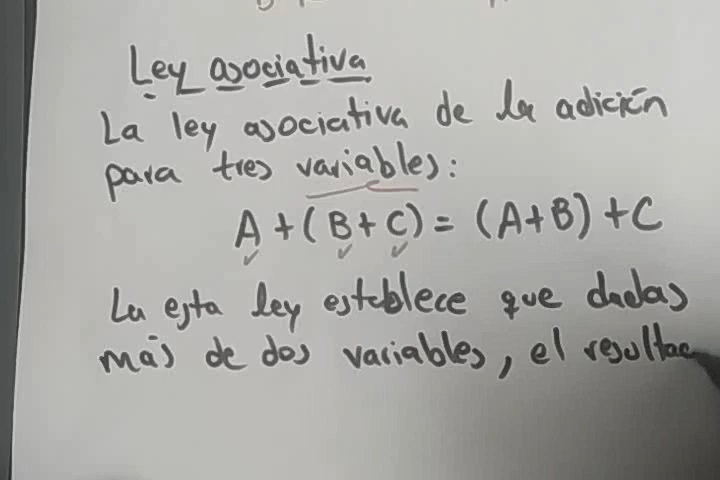 Ley asociativa
La ley asociativa de la adición
para tres variables:
A + (B + C) = (A + B) + C
La esta ley establece que dadas
más de dos variables, el resultad